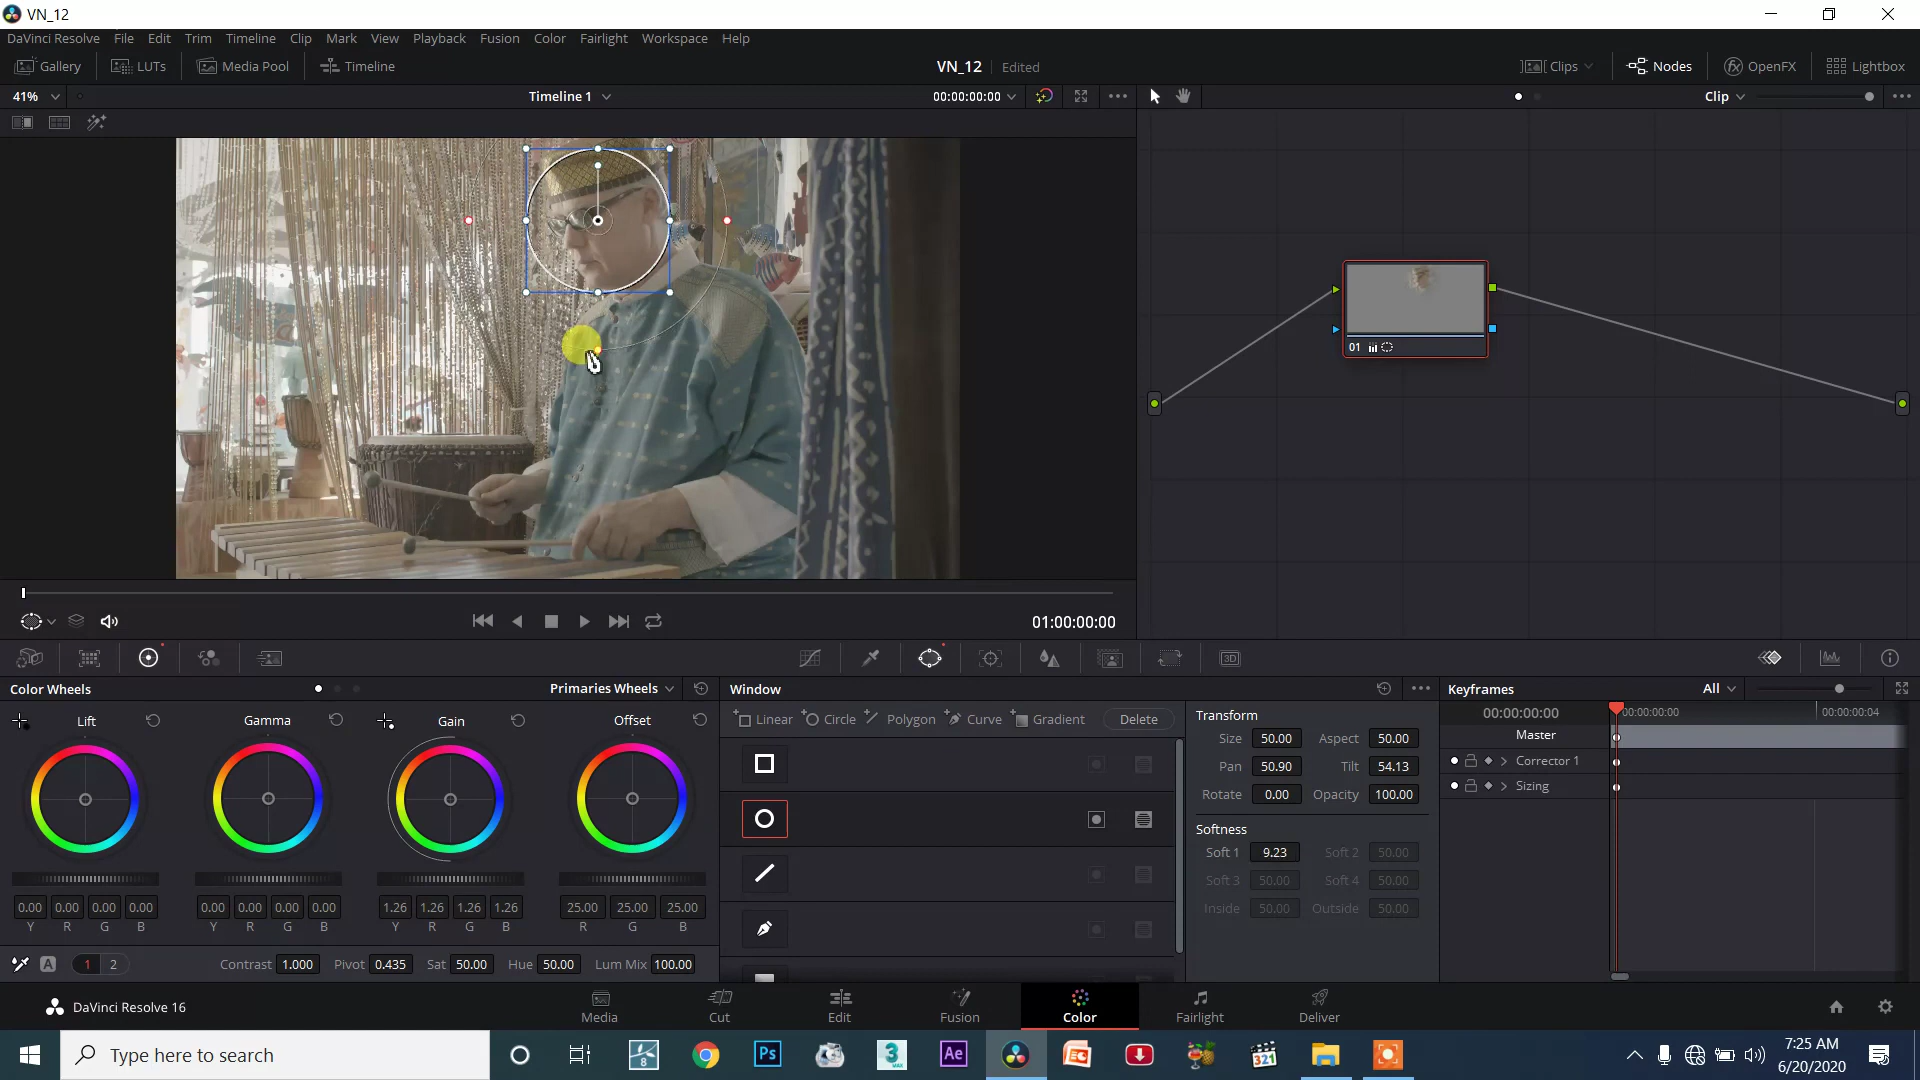 VN_12
DaVinci Resolve File Edit Trim Timeline Clip Mark View Playback Fusion Color Fairlight Workspace Help
Gallery LUTs Media Pool Timeline VN_12 Edited Clips Nodes OpenFX Lightbox
41% Timeline 1 00:00:00:00 Clip
01
01:00:00:00
3D
Color Wheels Primaries Wheels Window Keyframes All
Lift Gamma Gain Offset
Linear Circle Polygon Curve Gradient Delete
Transform
Size 50.00 Aspect 50.00
Pan 50.90 Tilt 54.13
Rotate 0.00 Opacity 100.00
Softness
Soft 1 9.23 Soft 2 50.00
Soft 3 50.00 Soft 4 50.00
Inside 50.00 Outside 50.00
00:00:00:00 00:00:00:00 00:00:00:04
Master
Corrector 1
Sizing
0.00 0.00 0.00 0.00 0.00 0.00 0.00 0.00 1.26 1.26 1.26 1.26 25.00 25.00 25.00
Y R G B Y R G B Y R G B R G B
A 1 2 Contrast 1.000 Pivot 0.435 Sat 50.00 Hue 50.00 Lum Mix 100.00
DaVinci Resolve 16 Media Cut Edit Fusion Color Fairlight Deliver
Type here to search
8 Ps 3 MAX Ae 321
7:25 AM
6/20/2020